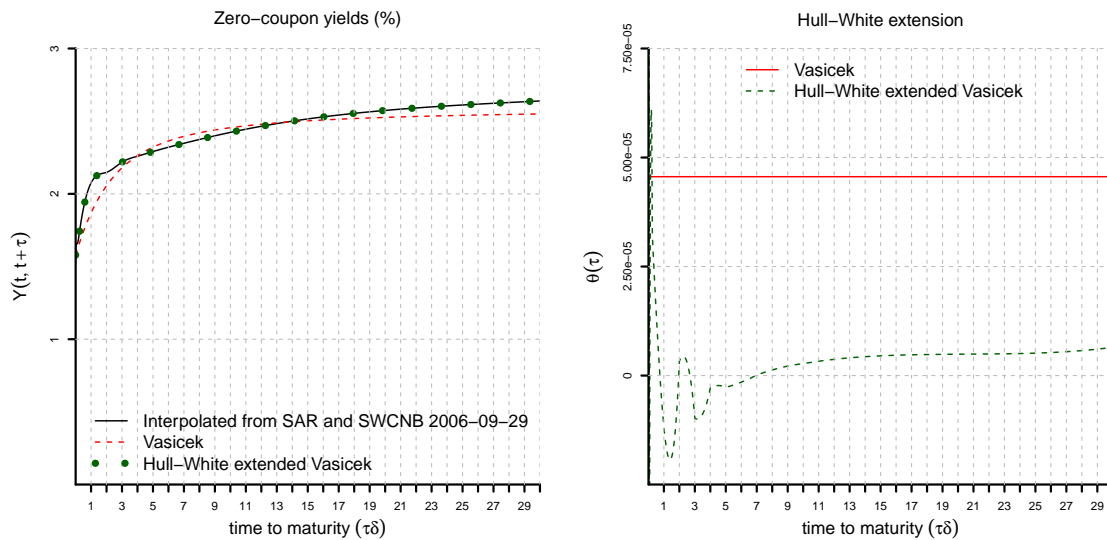 Zero−coupon yields (%)
3
2
1
Y(t, t + τ)
Interpolated from SAR and SWCNB 2006−09−29
Vasicek
Hull−White extended Vasicek
1 3 5 7 9 11 13 15 17 19 21 23 25 27 29
time to maturity (τδ)
Hull−White extension
7.50e−05
5.00e−05
2.50e−05
0
θ(τ)
Vasicek
Hull−White extended Vasicek
1 3 5 7 9 11 13 15 17 19 21 23 25 27 29
time to maturity (τδ)